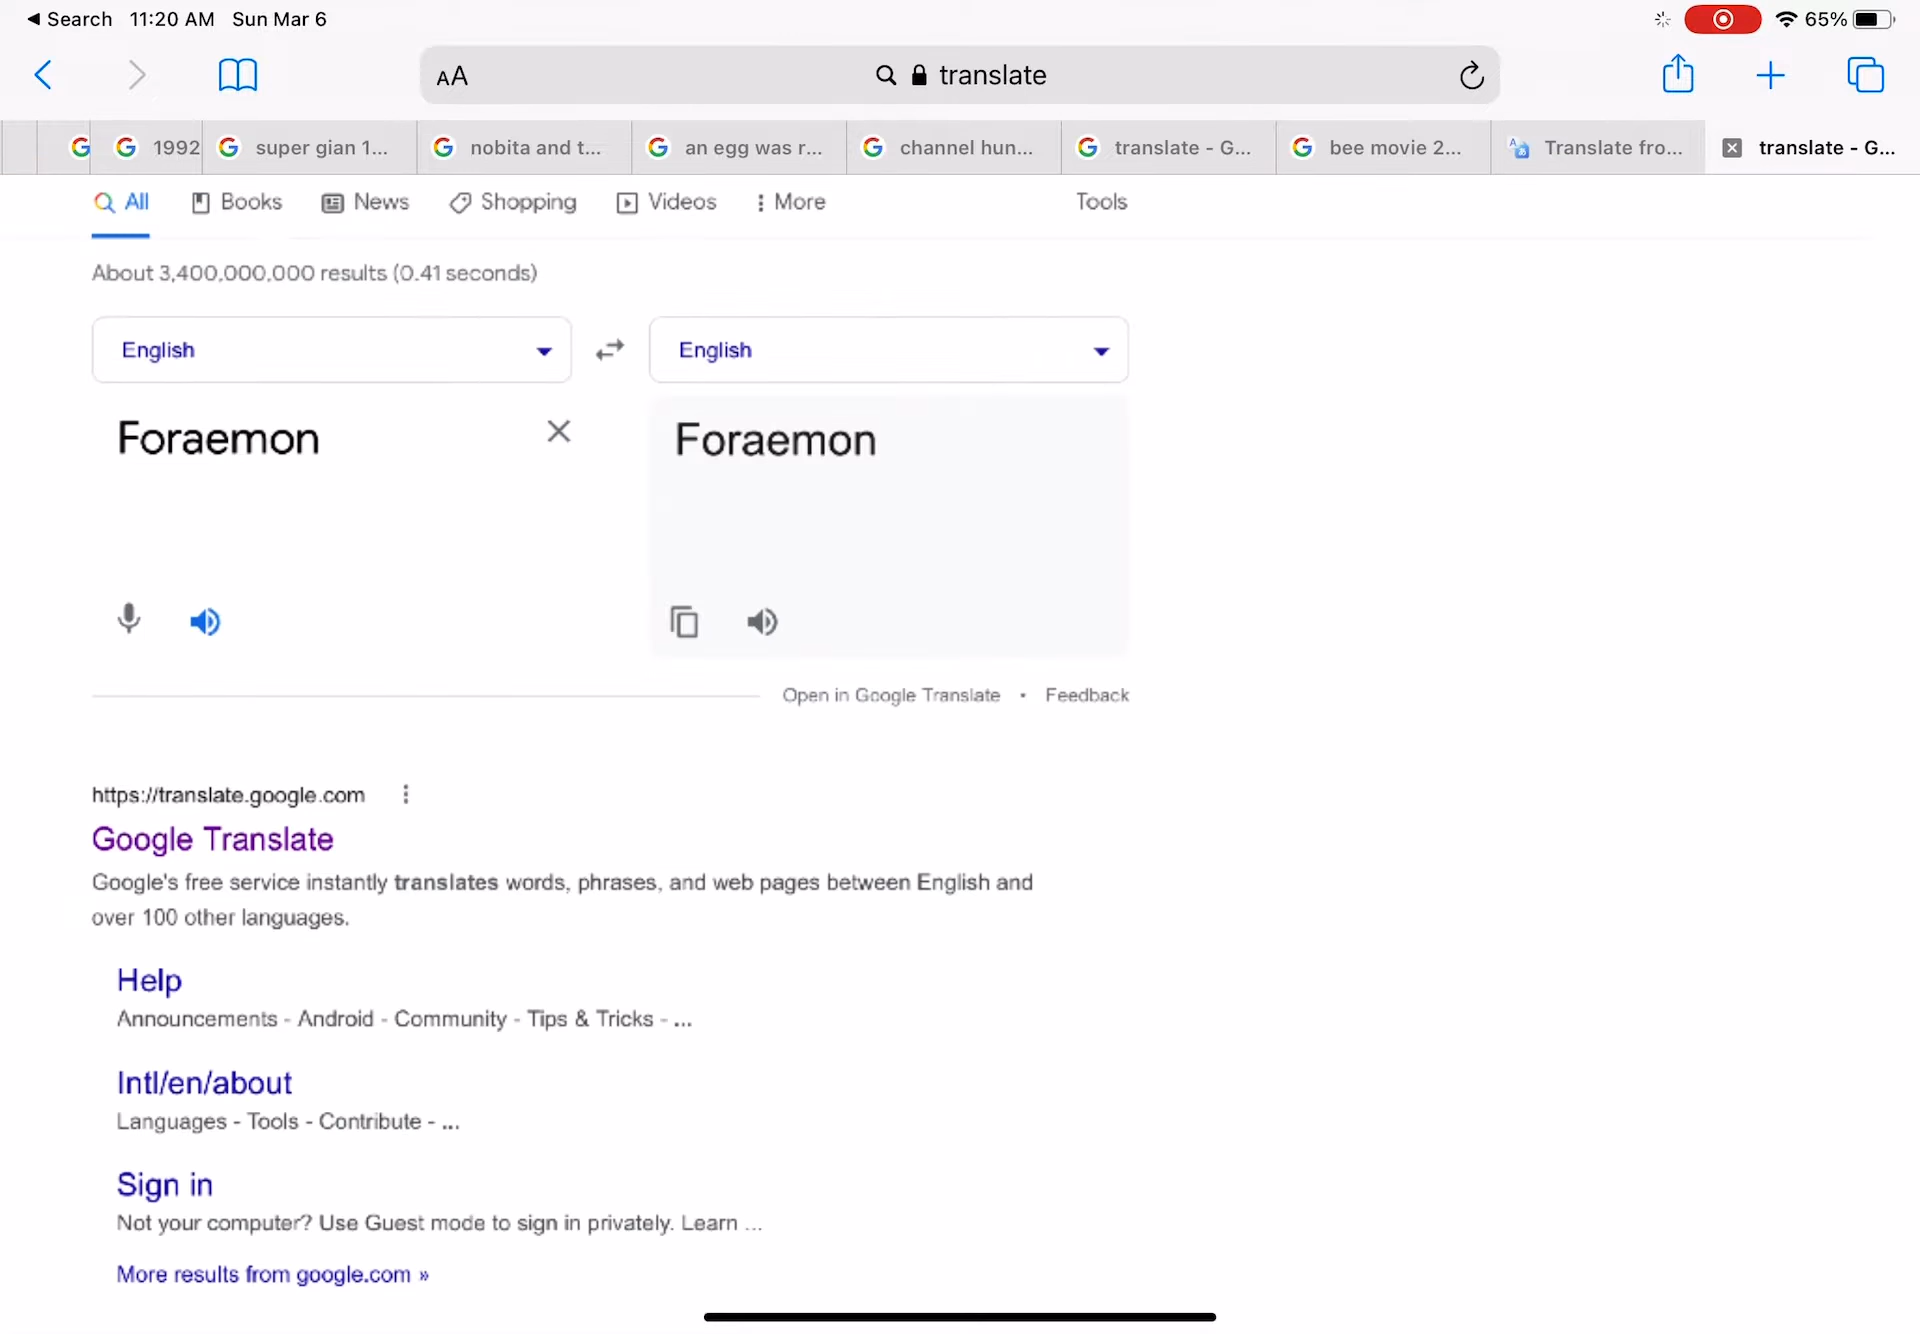 Search 11:20 AM Sun Mar 6
65%
AA
translate
1992
super gian 1...
nobita and t...
an egg was r...
channel hun...
translate - G...
bee movie 2...
Translate fro...
translate - G...
All Books News Shopping Videos More Tools
About 3,400,000,000 results (0.41 seconds)
English English
Foraemon Foraemon
Open in Google Translate • Feedback
https://translate.google.com
Google Translate
Google's free service instantly translates words, phrases, and web pages between English and
over 100 other languages.
Help
Announcements - Android - Community - Tips & Tricks - ...
Intl/en/about
Languages - Tools - Contribute - ...
Sign in
Not your computer? Use Guest mode to sign in privately. Learn ...
More results from google.com »